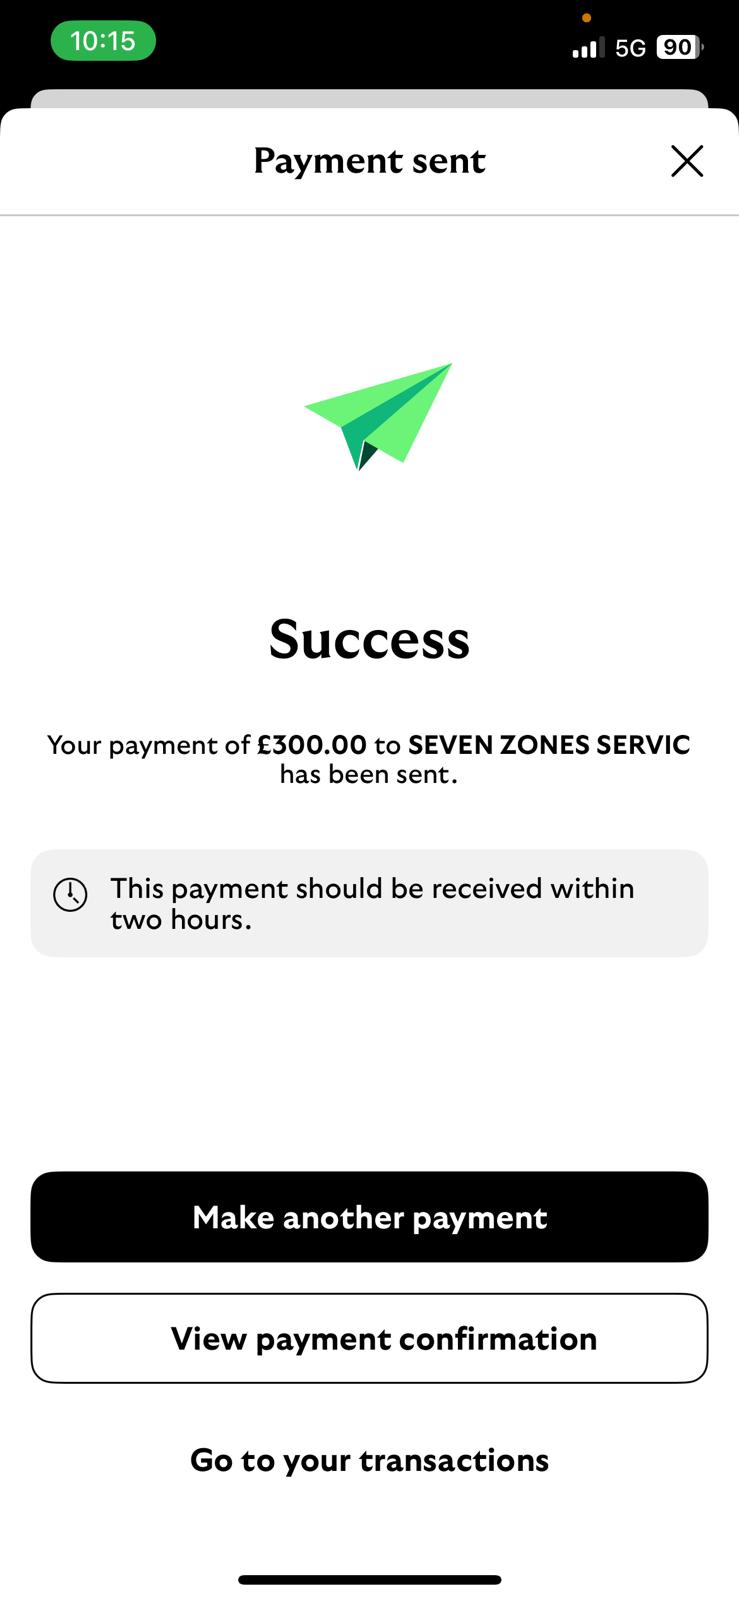 10:15
5G
90
Payment sent
Success
Your payment of £300.00 to SEVEN ZONES SERVIC
has been sent.
This payment should be received within
two hours.
Make another payment
View payment confirmation
Go to your transactions